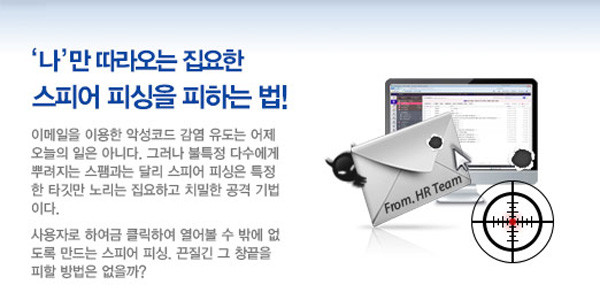 ‘나’만 따라오는 집요한
스피어 피싱을 피하는 법!
이메일을 이용한 악성코드 감염 유도는 어제
오늘의 일은 아니다. 그러나 불특정 다수에게
뿌려지는 스팸과는 달리 스피어 피싱은 특정
한 타깃만 노리는 집요하고 치밀한 공격 기법
이다.
사용자로 하여금 클릭하여 열어볼 수 밖에 없
도록 만드는 스피어 피싱. 끈질긴 그 창끝을
피할 방법은 없을까?
From. HR Team